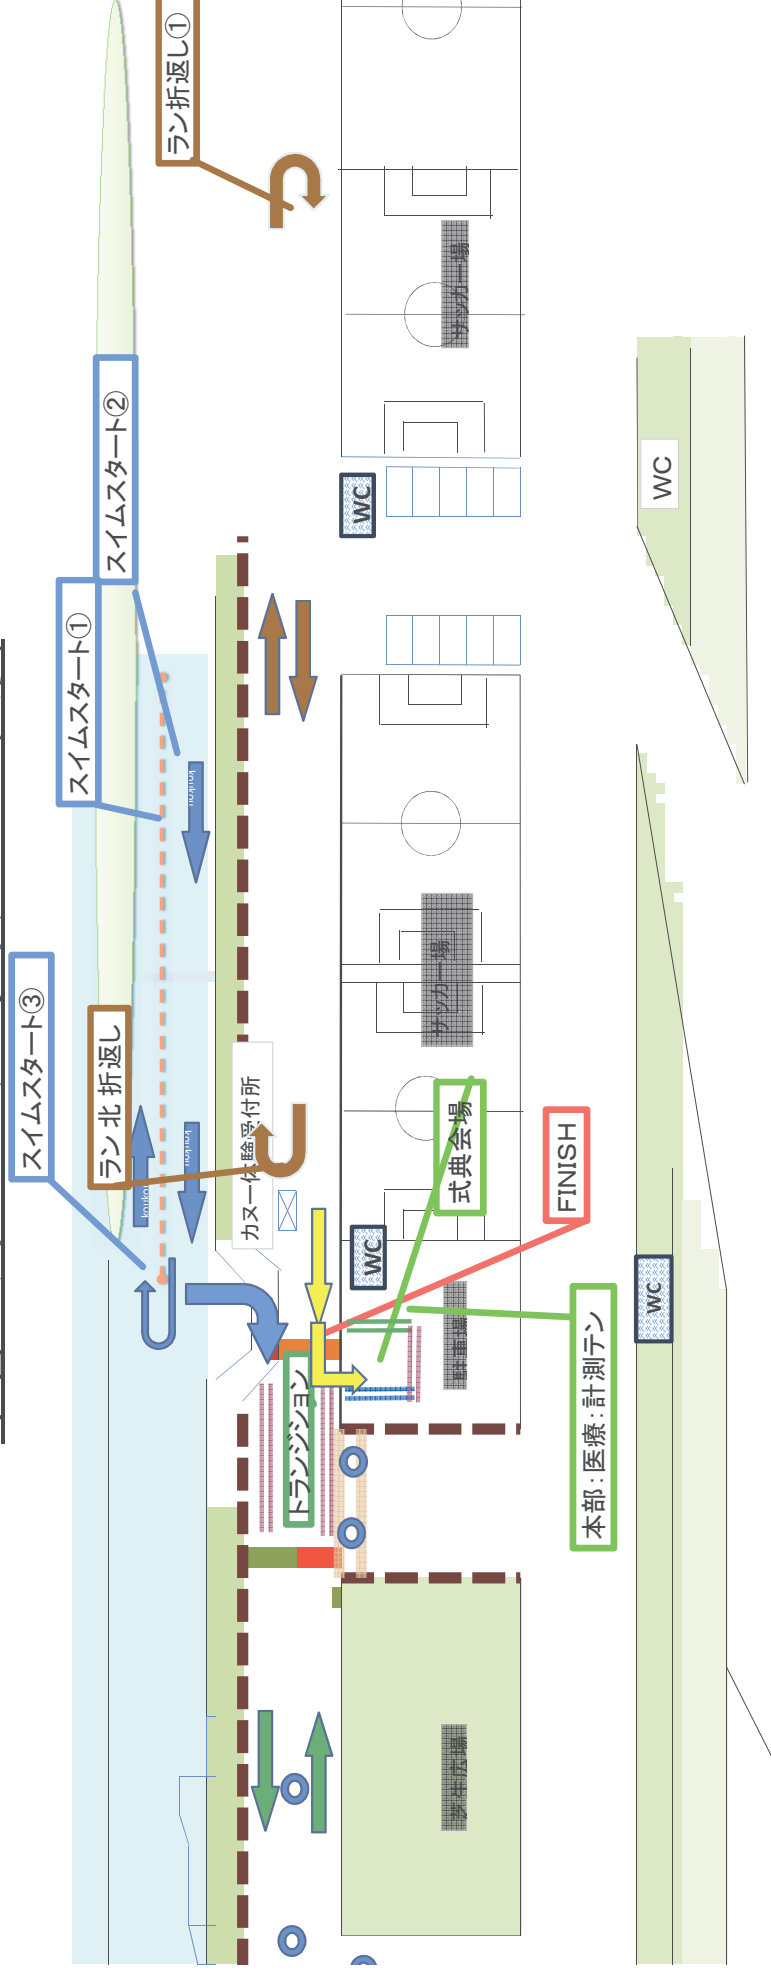 ラン折返し①
サッカー場
スイムスタート②
WC
WC
スイムスタート①
koukou
サッカー場
スイムスタート③
ラン 北 折返し
koukou
koukou
カヌー体験受付所
式典会場
FINISH
WC
WC
駐車場
本部：医療：計測テン
トランジション
芝生広場